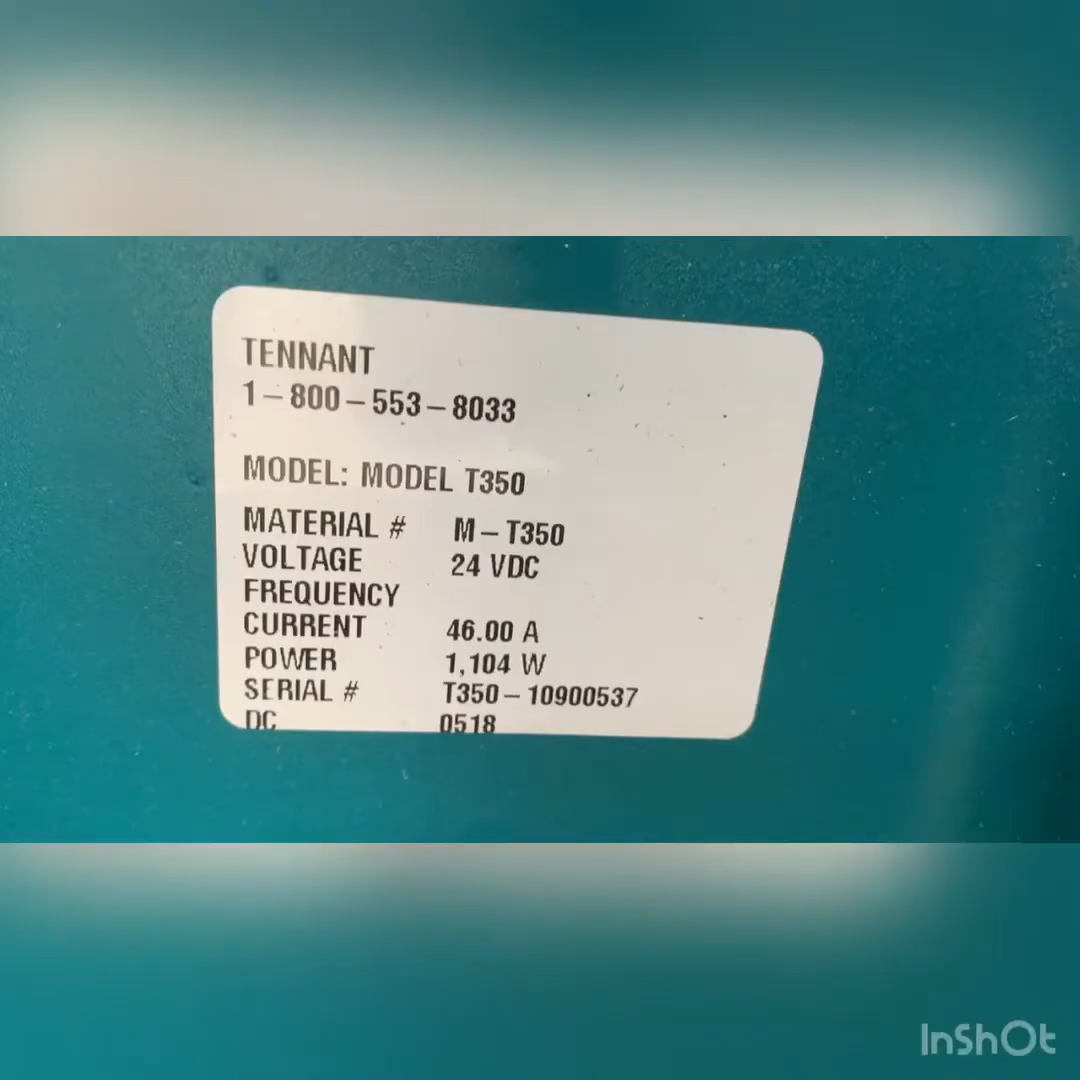 TENNANT
1-800-553-8033
MODEL: MODEL T350
MATERIAL # M-T350
VOLTAGE 24 VDC
FREQUENCY
CURRENT 46.00 A
POWER 1,104 W
SERIAL # T350-10900537
DC 0518
InShOt